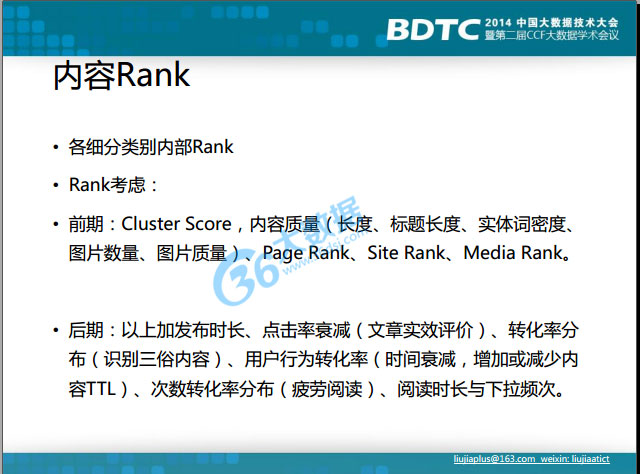 BDTC 2014 中国大数据技术大会
暨第二届CCF大数据学术会议
内容Rank
• 各细分类别内部Rank
• Rank考虑：
• 前期：Cluster Score，内容质量（长度、标题长度、实体词密度、
图片数量、图片质量）、Page Rank、Site Rank、Media Rank。
• 后期：以上加发布时长、点击率衰减（文章实效评价）、转化率分
布（识别三俗内容）、用户行为转化率（时间衰减，增加或减少内
容TTL）、次数转化率分布（疲劳阅读）、阅读时长与下拉频次。
36大数据
www.36dsj.com
liujiaplus@163.com weixin: liujiaatict